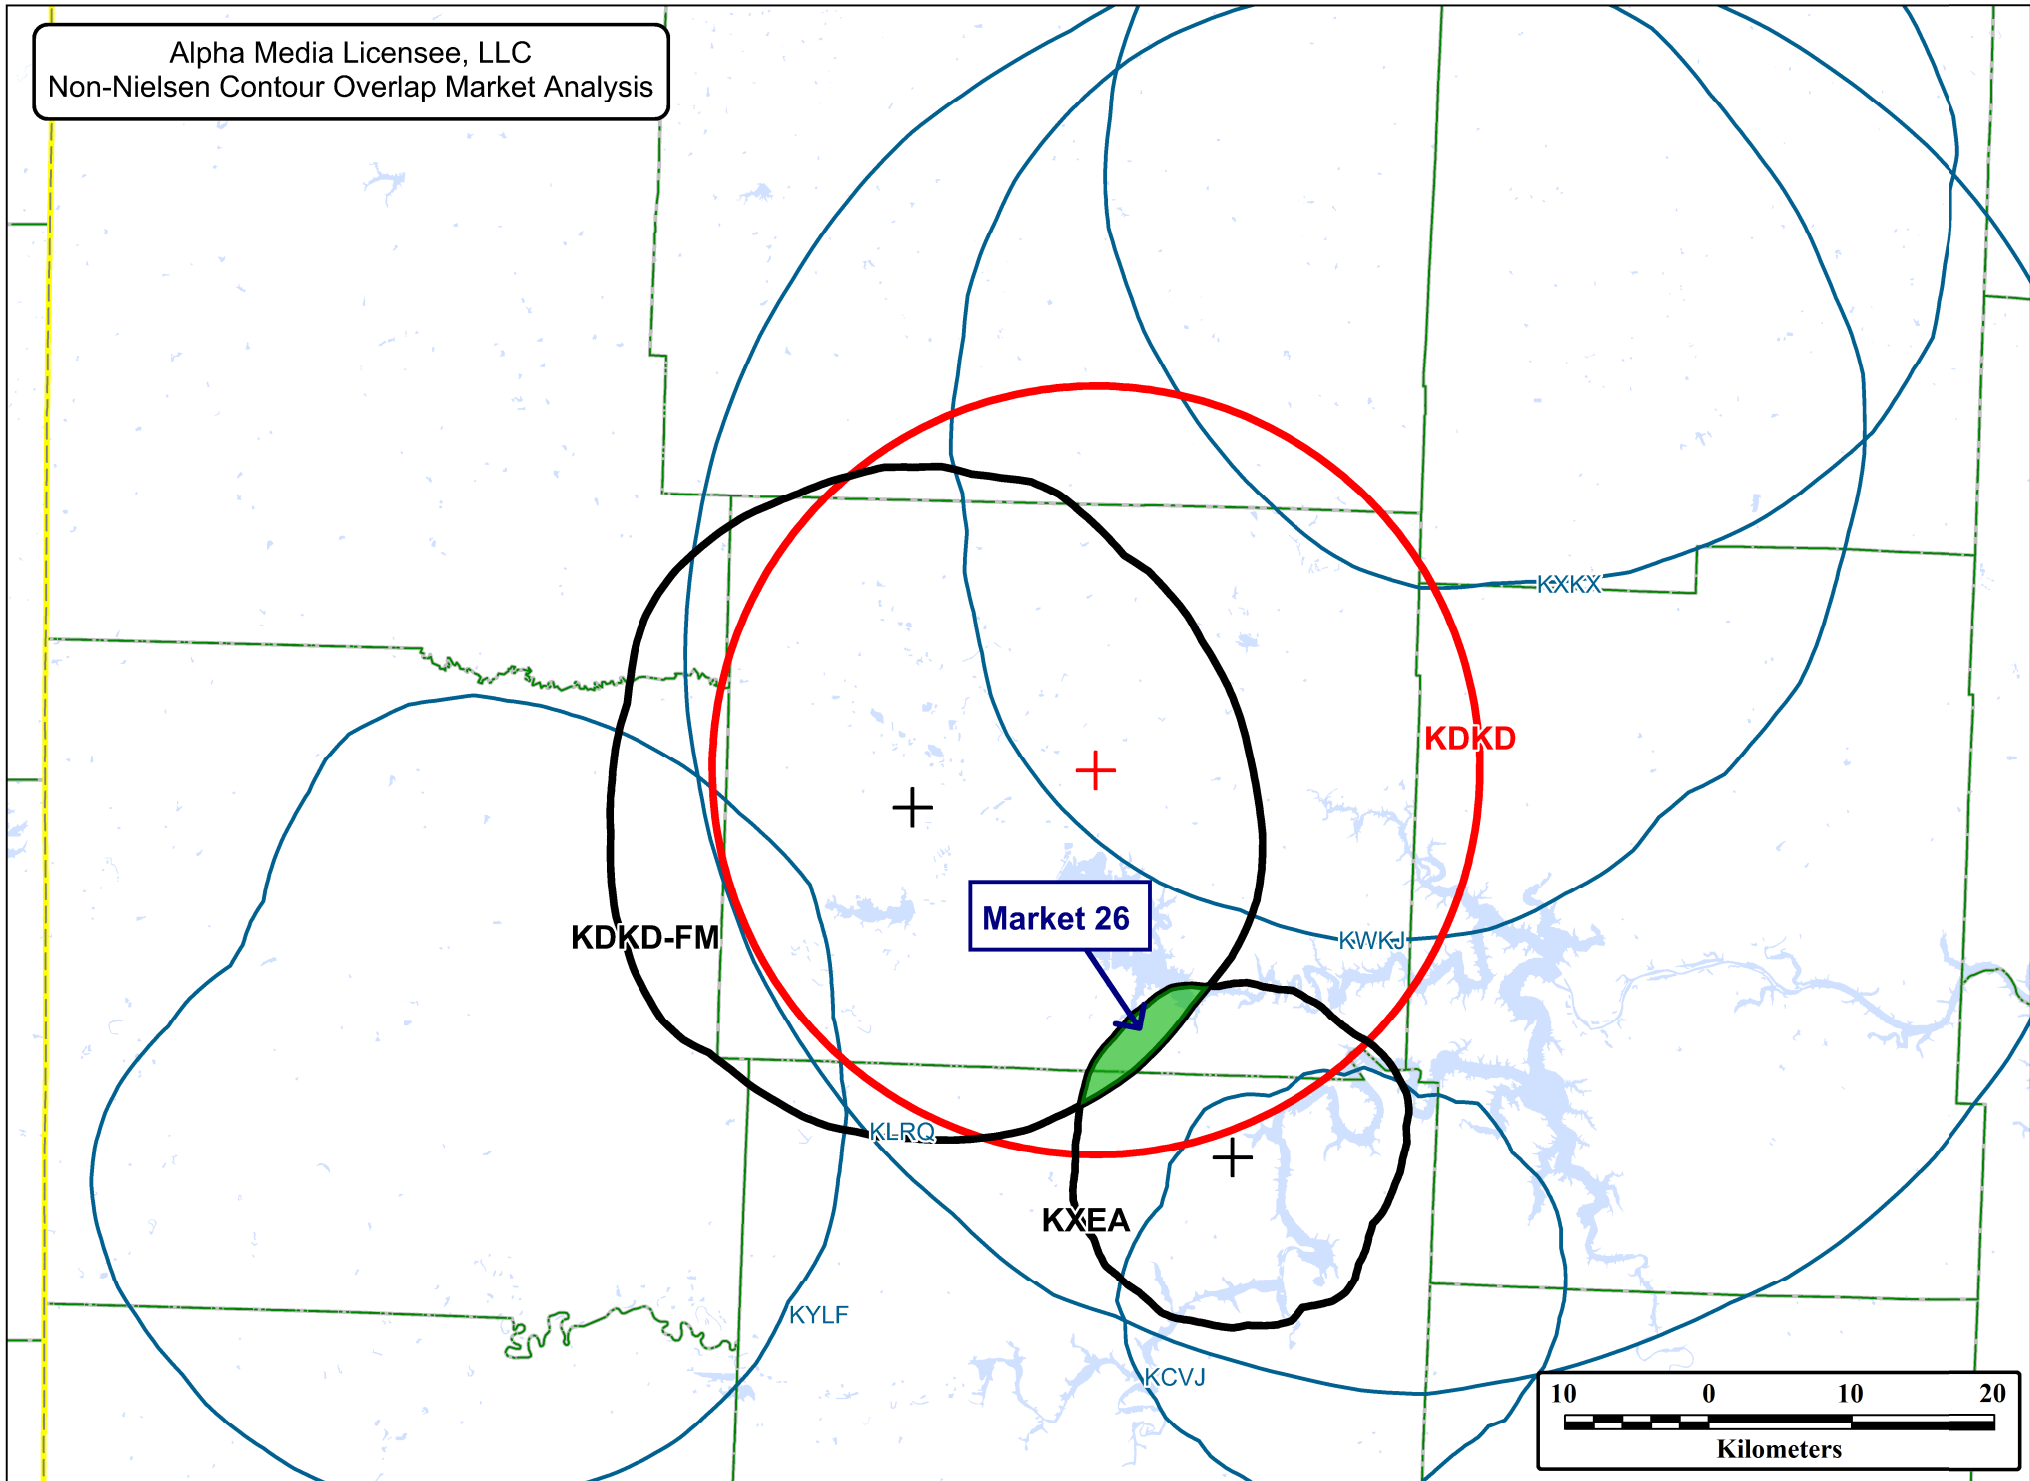 Alpha Media Licensee, LLC
Non-Nielsen Contour Overlap Market Analysis
KXKX
KDKD
Market 26
KDKD-FM
KWKJ
KLRQ
KXEA
KYLF
KCVJ
10 0 10 20
Kilometers